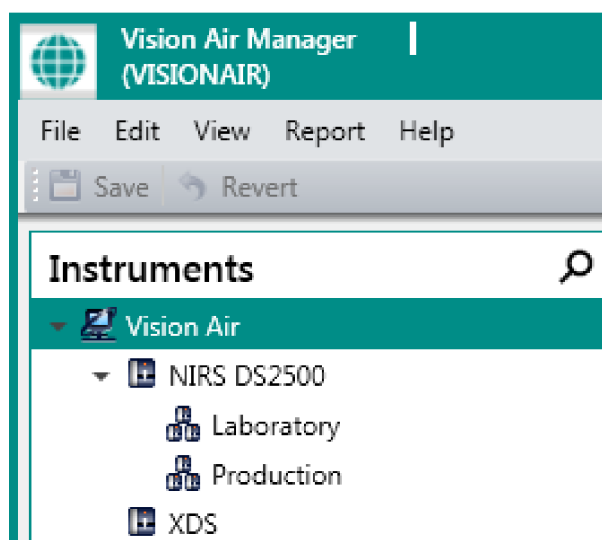 Vision Air Manager
(VISIONAIR)
File Edit View Report Help
Save Revert
Instruments
Vision Air
NIRS DS2500
Laboratory
Production
XDS